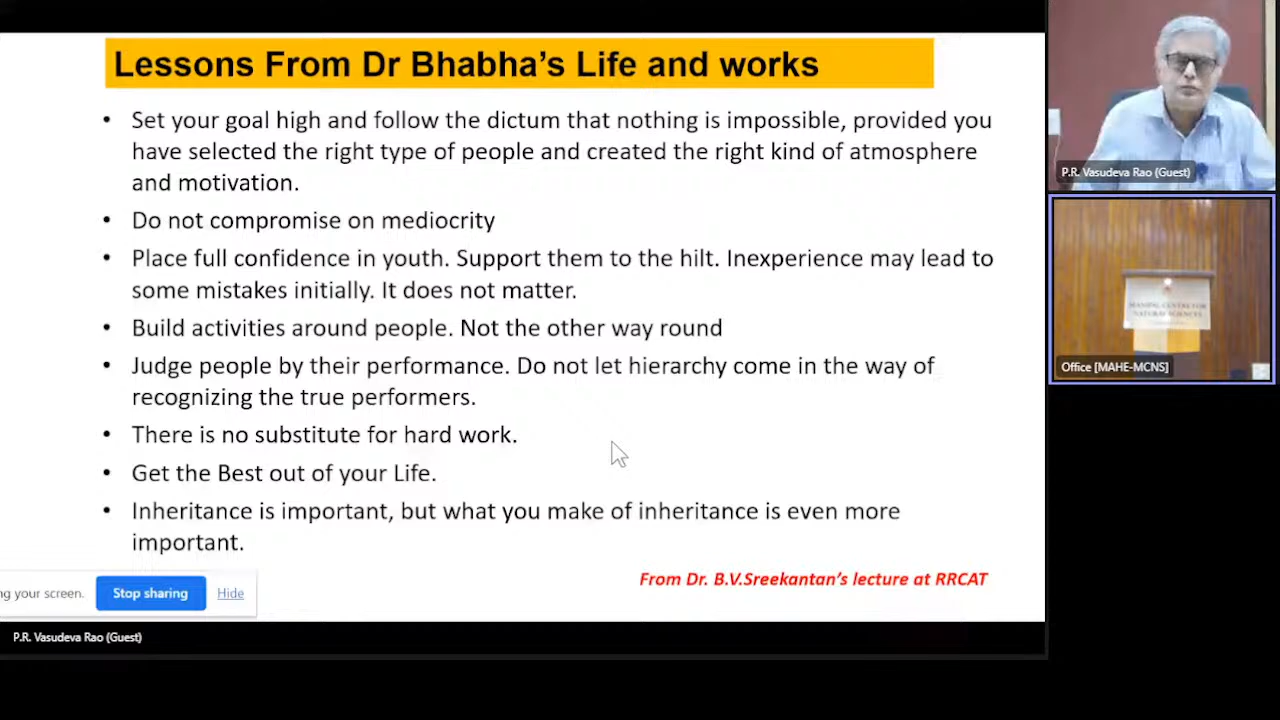 Lessons From Dr Bhabha's Life and works
• Set your goal high and follow the dictum that nothing is impossible, provided you
have selected the right type of people and created the right kind of atmosphere
and motivation.
• Do not compromise on mediocrity
• Place full confidence in youth. Support them to the hilt. Inexperience may lead to
some mistakes initially. It does not matter.
• Build activities around people. Not the other way round
• Judge people by their performance. Do not let hierarchy come in the way of
recognizing the true performers.
• There is no substitute for hard work.
• Get the Best out of your Life.
• Inheritance is important, but what you make of inheritance is even more
important.
From Dr. B.V.Sreekantan's lecture at RRCAT
ng your screen.
Stop sharing
Hide
P.R. Vasudeva Rao (Guest)
P.R. Vasudeva Rao (Guest)
MANIPAL CENTRE FOR
NATURAL SCIENCES
Office [MAHE-MCNS]